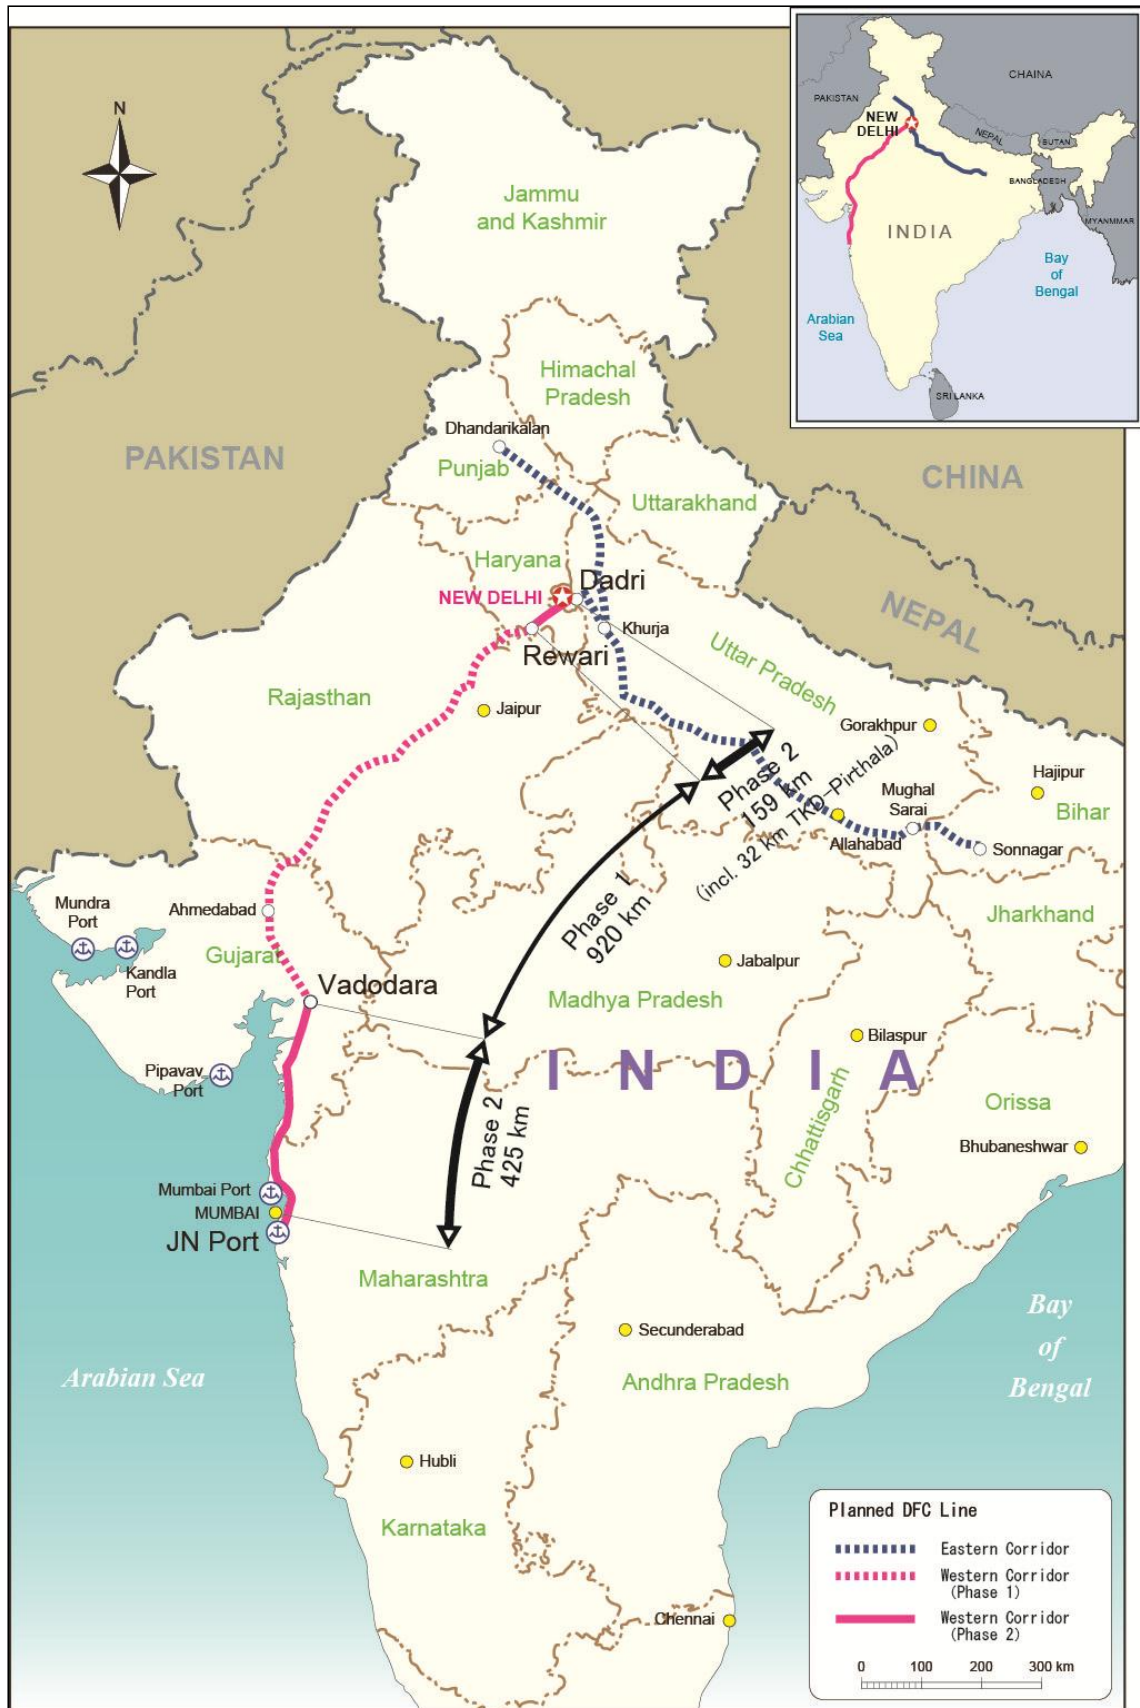 N
CHAINA
PAKISTAN
NEW
DELHI
NEPAL
BUTAN
BANGLADESH
MYANMMAR
INDIA
Bay
of
Bengal
Arabian
Sea
SRI LANKA
Jammu
and Kashmir
Himachal
Pradesh
Dhandarikalan
Punjab
PAKISTAN
CHINA
Uttarakhand
Haryana
Dadri
NEW DELHI
NEPAL
Khurja
Rewari
Uttar Pradesh
Rajasthan
Jaipur
Gorakhpur
Phase 2
159 km
(incl. 32 km TKD-Pirthala)
Hajipur
Mughal
Sarai
Bihar
Allahabad
Sonnagar
Phase 1
920 km
Mundra
Port
Ahmedabad
Jharkhand
Gujarat
Kandla
Port
Jabalpur
Vadodara
Madhya Pradesh
Bilaspur
INDIA
Pipavav
Port
Orissa
Phase 2
425 km
Chhattisgarh
Bhubaneshwar
Mumbai Port
MUMBAI
JN Port
Maharashtra
Bay
of
Bengal
Secunderabad
Arabian Sea
Andhra Pradesh
Hubli
Karnataka
Chennai
Planned DFC Line
Eastern Corridor
Western Corridor
(Phase 1)
Western Corridor
(Phase 2)
0 100 200 300 km